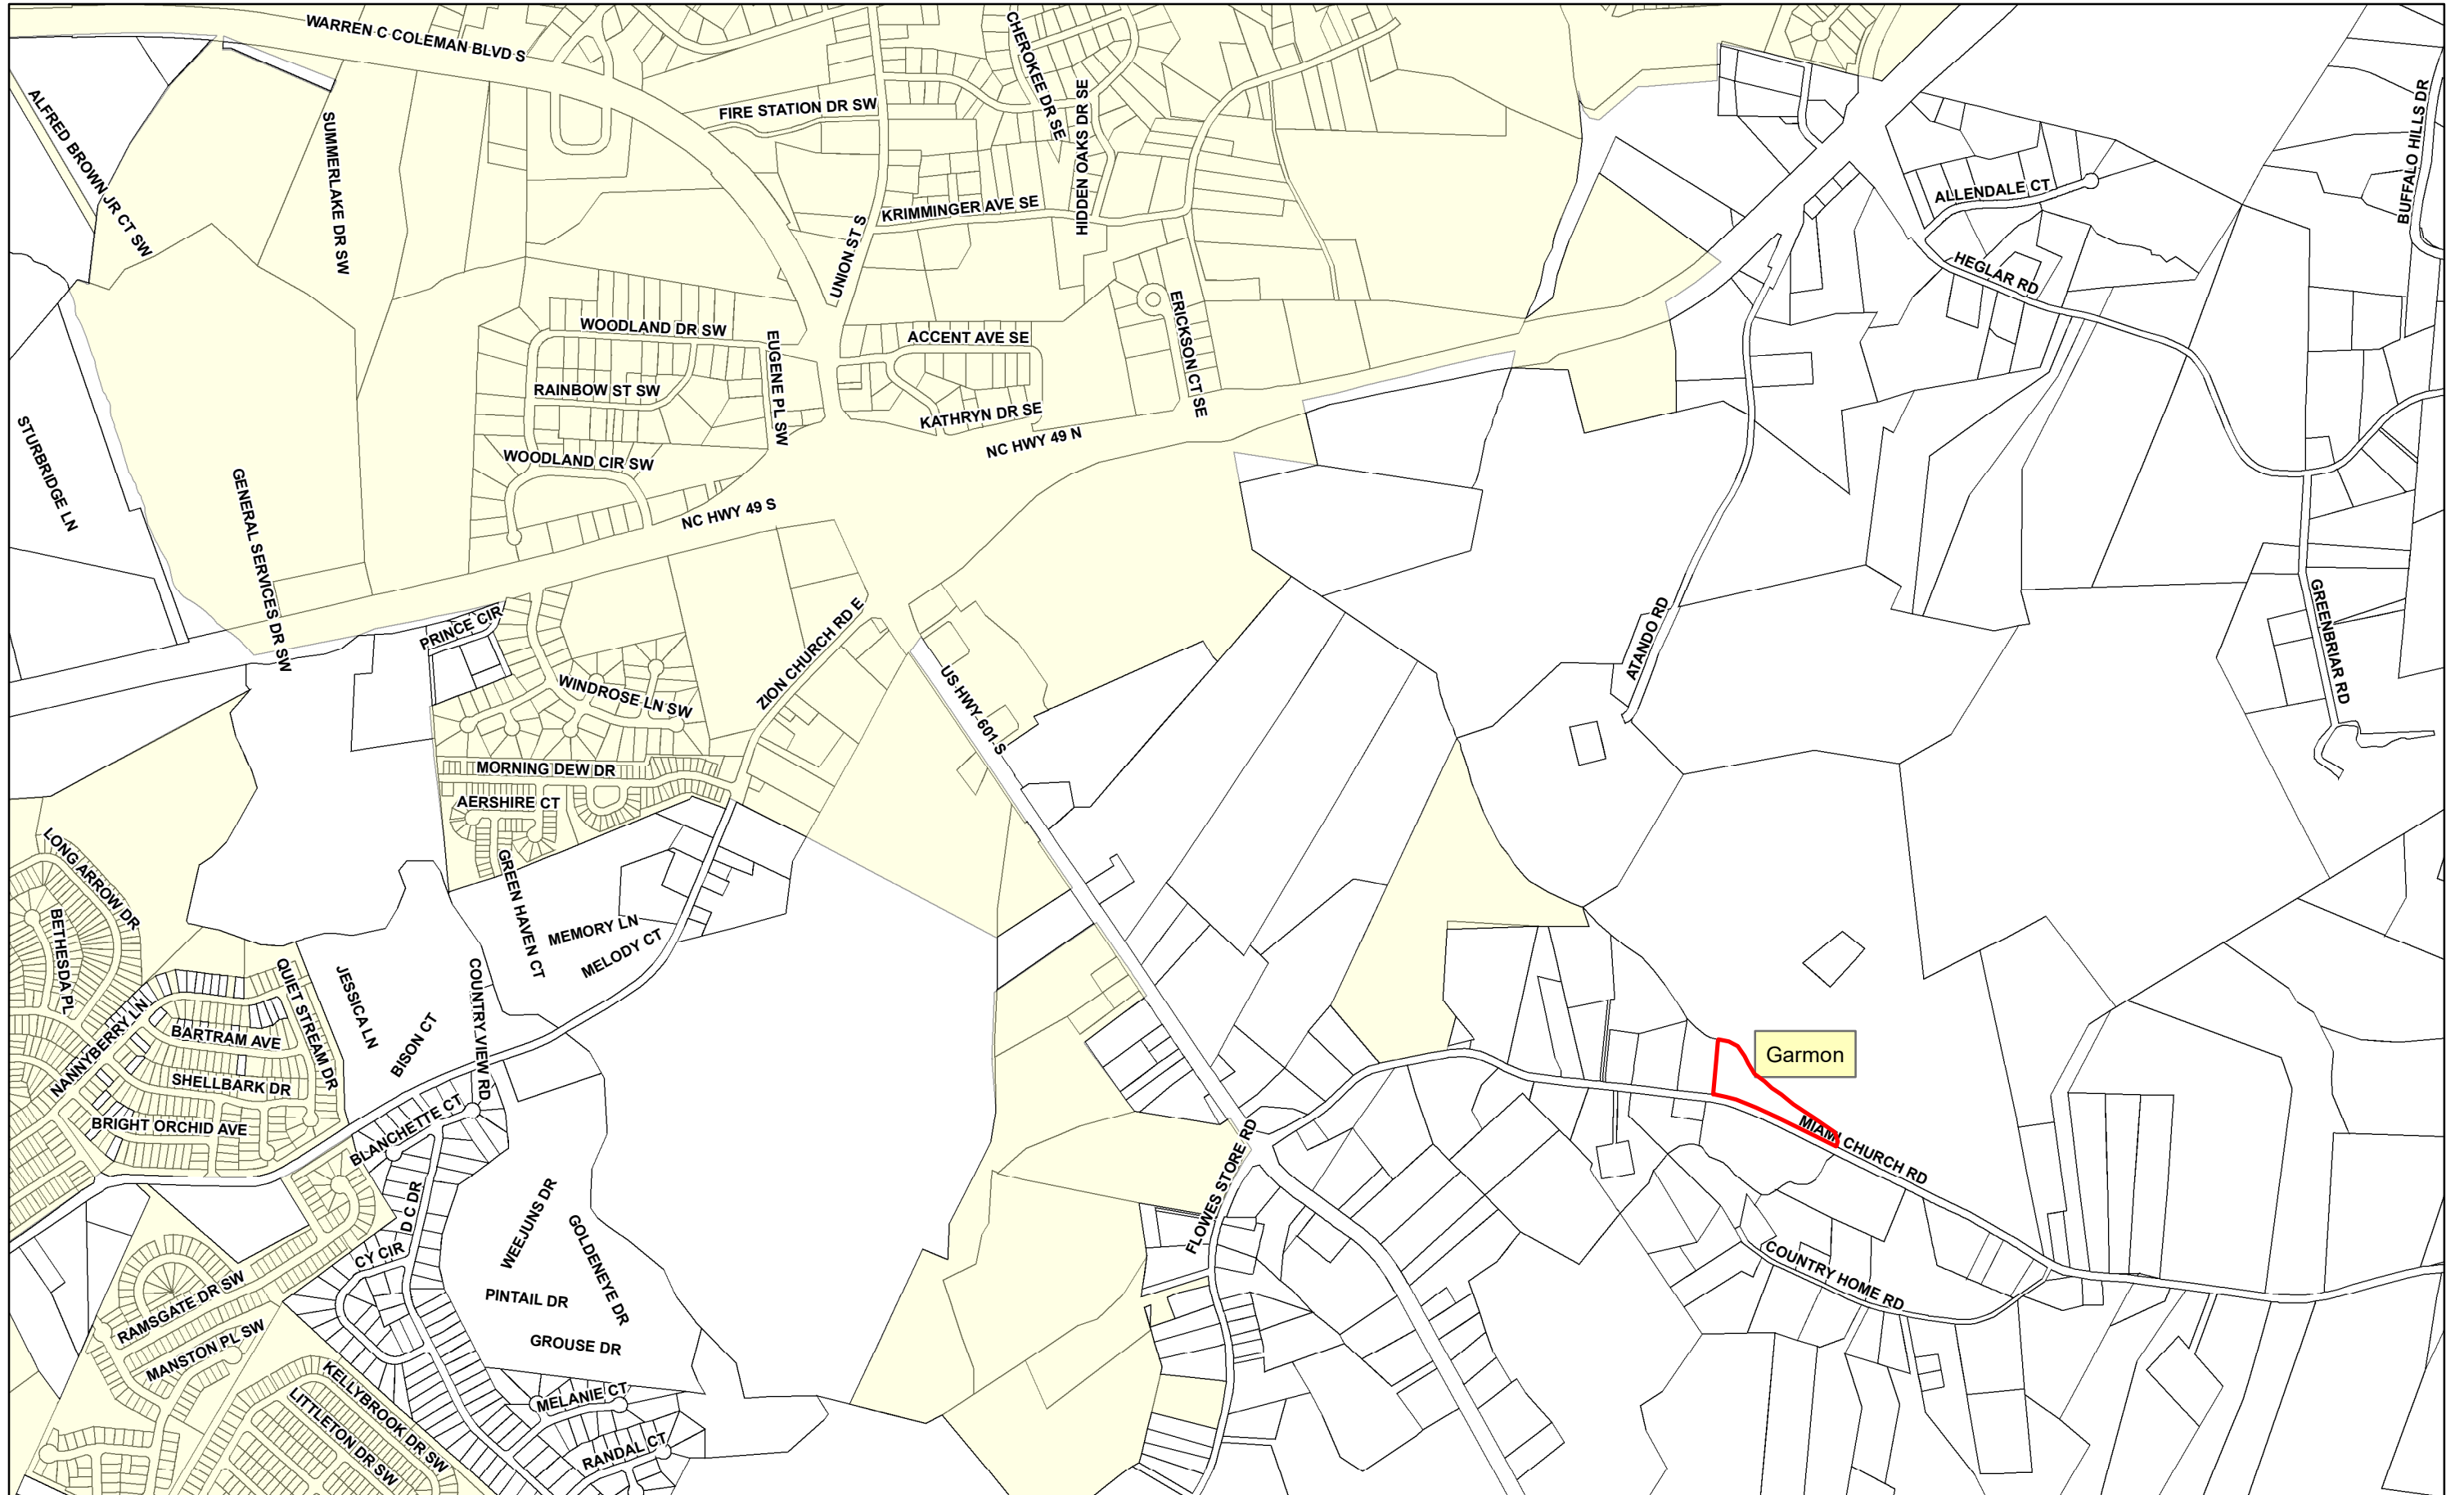 WARREN C COLEMAN BLVD S
CHEROKEE DR SE
FIRE STATION DR SW
HIDDEN OAKS DR SE
BUFFALO HILLS DR
ALFRED BROWN JR CT SW
SUMMERLAKE DR SW
ALLENDALE CT
KRIMMINGER AVE SE
UNION ST S
HEGLAR RD
ERICKSON CT SE
WOODLAND DR SW
EUGENE PL SW
ACCENT AVE SE
RAINBOW ST SW
KATHRYN DR SE
NC HWY 49 N
STURBRIDGE LN
WOODLAND CIR SW
GENERAL SERVICES DR SW
NC HWY 49 S
PRINCE CIR
ZION CHURCH RD E
ATANDO RD
GREENBRIAR RD
WINDROSE LN SW
US HWY 601 S
MORNING DEW DR
AERSHIRE CT
LONG ARROW DR
GREEN HAVEN CT
BETHESDA PL
MEMORY LN
MELODY CT
QUIET STREAM DR
JESSICA LN
COUNTRY VIEW RD
NANNYBERRY LN
BARTRAM AVE
BISON CT
Garmon
SHELLBARK DR
BRIGHT ORCHID AVE
BLANCHETTE CT
MIAMI CHURCH RD
FLOWES STORE RD
D C DR
WEEJUNS DR
GOLDENEYE DR
CY CIR
COUNTRY HOME RD
RAMSGATE DR SW
PINTAIL DR
MANSTON PL SW
GROUSE DR
KELLYBROOK DR SW
LITTLETON DR SW
MELANIE CT
RANDAL CT